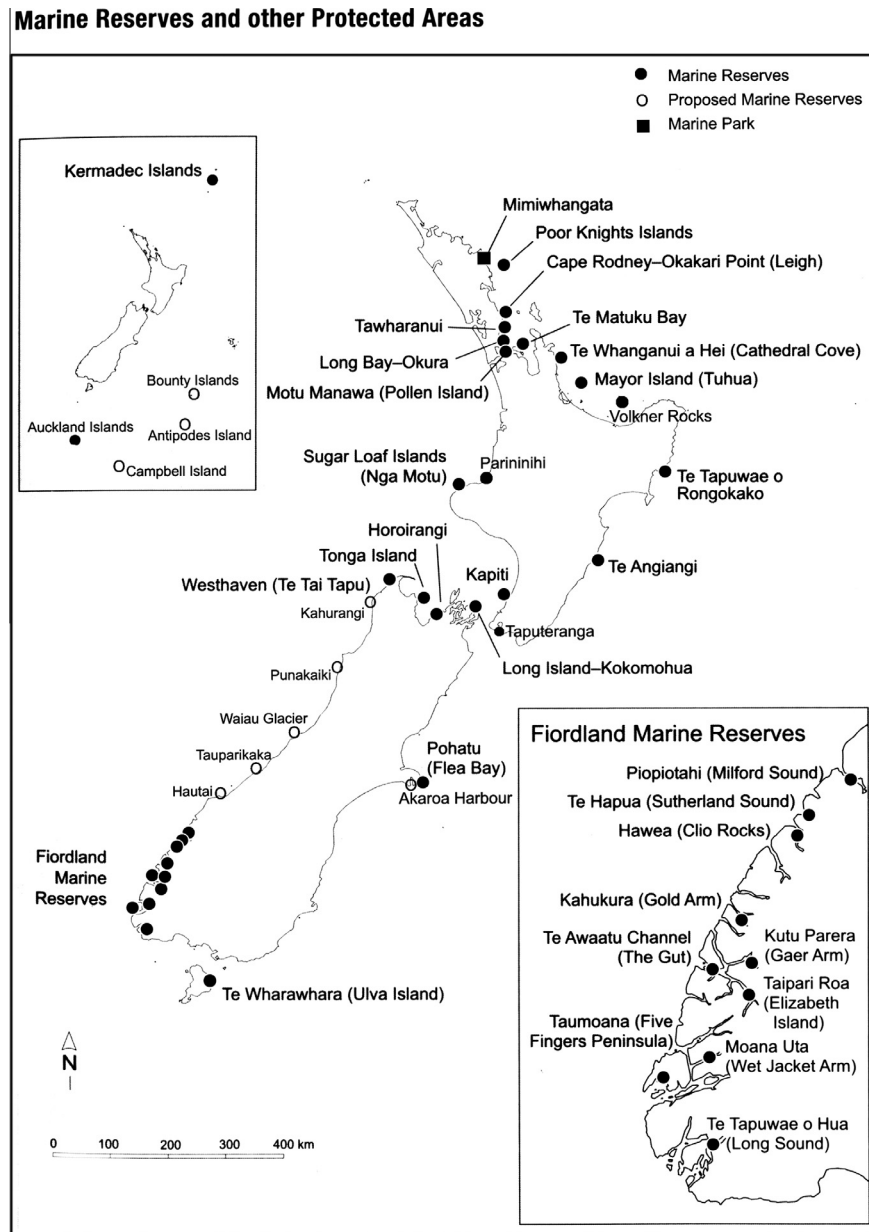 Marine Reserves and other Protected Areas
Marine Reserves
Proposed Marine Reserves
Marine Park
Kermadec Islands
Bounty Islands
Auckland Islands
Antipodes Island
Campbell Island
Mimiwhangata
Poor Knights Islands
Cape Rodney–Okakari Point (Leigh)
Tawharanui
Te Matuku Bay
Long Bay–Okura
Te Whanganui a Hei (Cathedral Cove)
Motu Manawa (Pollen Island)
Mayor Island (Tuhua)
Volkner Rocks
Sugar Loaf Islands
(Nga Motu)
Parininihi
Te Tapuwae o
Rongokako
Horoirangi
Tonga Island
Kapiti
Te Angiangi
Westhaven (Te Tai Tapu)
Kahurangi
Taputeranga
Long Island–Kokomohua
Punakaiki
Waiau Glacier
Tauparikaka
Hautai
Pohatu
(Flea Bay)
Akaroa Harbour
Fiordland
Marine
Reserves
Te Wharawhara (Ulva Island)
N
0 100 200 300 400 km
Fiordland Marine Reserves
Piopiotahi (Milford Sound)
Te Hapua (Sutherland Sound)
Hawea (Clio Rocks)
Kahukura (Gold Arm)
Te Awaatu Channel
(The Gut)
Kutu Parera
(Gaer Arm)
Taipari Roa
(Elizabeth
Island)
Taumoana (Five
Fingers Peninsula)
Moana Uta
(Wet Jacket Arm)
Te Tapuwae o Hua
(Long Sound)